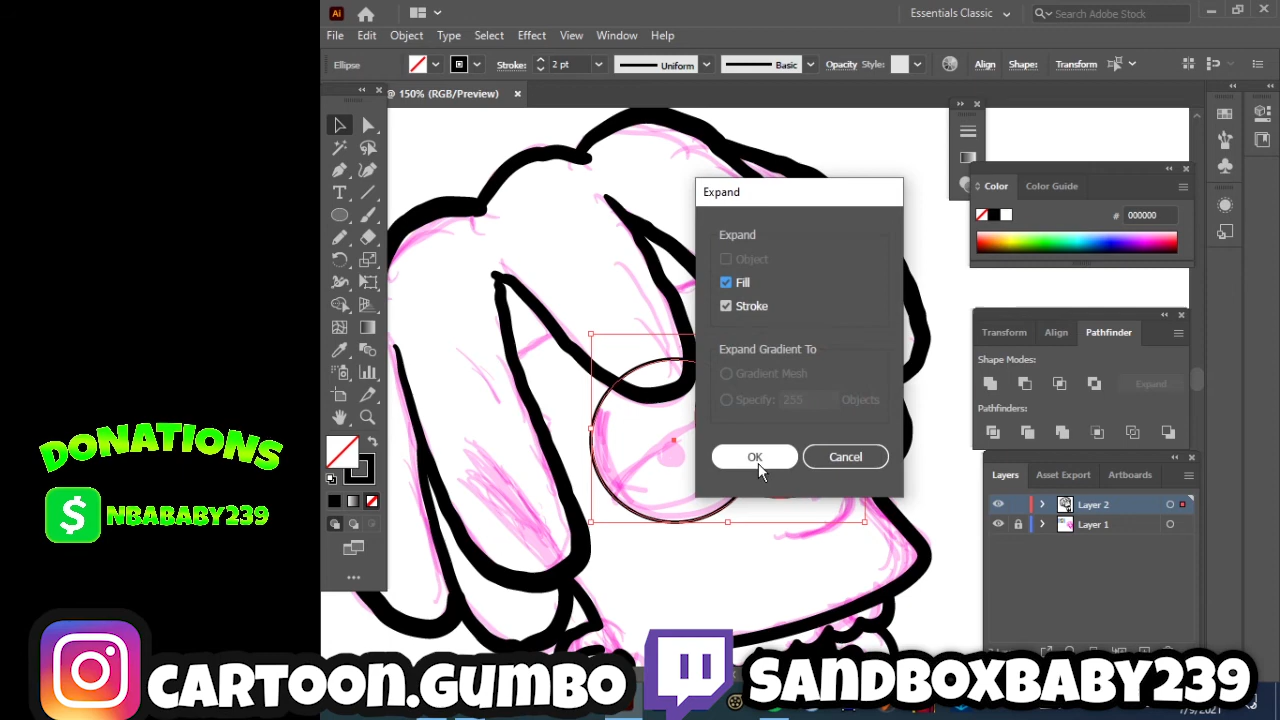 Ai
Essentials Classic
Search Adobe Stock
File Edit Object Type Select Effect View Window Help
Ellipse
Stroke: 2 pt Uniform Basic Opacity Style: Align Shape: Transform
@ 150% (RGB/Preview)
Expand
Expand
Object
Fill
Stroke
Expand Gradient To
Gradient Mesh
Specify: 255 Objects
OK Cancel
Color Color Guide
# 000000
Transform Align Pathfinder
Shape Modes:
Expand
Pathfinders:
Layers Asset Export Artboards
Layer 2
Layer 1
DONATIONS
$ NBABABY239
CARTOON.GUMBO
SANDBOXBABY239